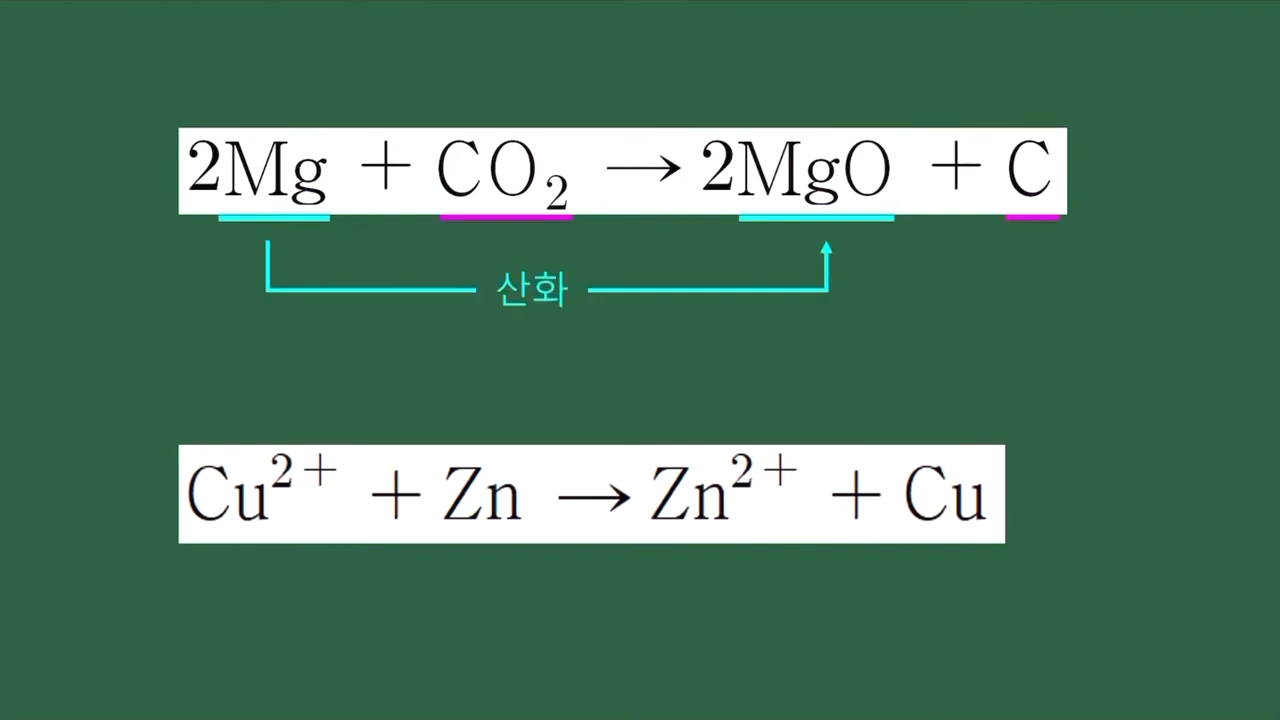 2Mg + CO₂ → 2MgO + C
산화
Cu²⁺ + Zn → Zn²⁺ + Cu